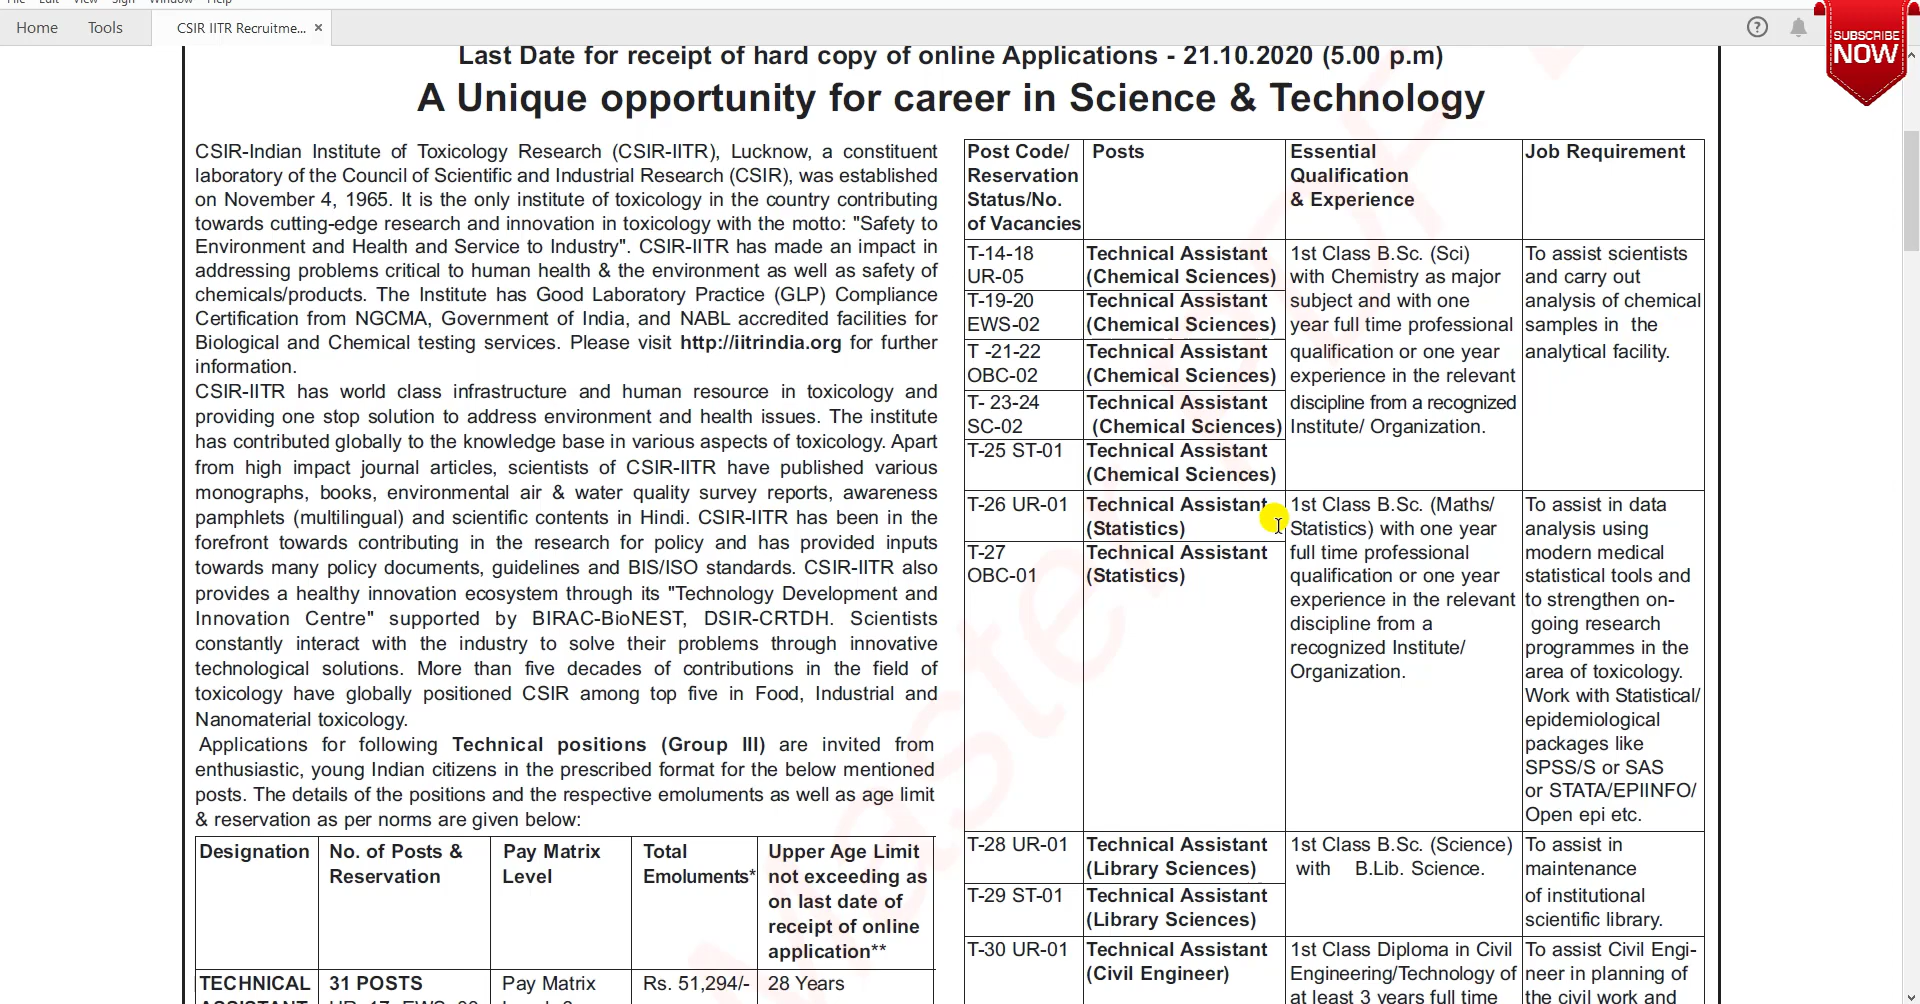 Home Tools CSIR IITR Recruitme... ×
SUBSCRIBE
NOW
Last Date for receipt of hard copy of online Applications - 21.10.2020 (5.00 p.m)
A Unique opportunity for career in Science & Technology
CSIR-Indian Institute of Toxicology Research (CSIR-IITR), Lucknow, a constituent
laboratory of the Council of Scientific and Industrial Research (CSIR), was established
on November 4, 1965. It is the only institute of toxicology in the country contributing
towards cutting-edge research and innovation in toxicology with the motto: "Safety to
Environment and Health and Service to Industry". CSIR-IITR has made an impact in
addressing problems critical to human health & the environment as well as safety of
chemicals/products. The Institute has Good Laboratory Practice (GLP) Compliance
Certification from NGCMA, Government of India, and NABL accredited facilities for
Biological and Chemical testing services. Please visit http://iitrindia.org for further
information.
CSIR-IITR has world class infrastructure and human resource in toxicology and
providing one stop solution to address environment and health issues. The institute
has contributed globally to the knowledge base in various aspects of toxicology. Apart
from high impact journal articles, scientists of CSIR-IITR have published various
monographs, books, environmental air & water quality survey reports, awareness
pamphlets (multilingual) and scientific contents in Hindi. CSIR-IITR has been in the
forefront towards contributing in the research for policy and has provided inputs
towards many policy documents, guidelines and BIS/ISO standards. CSIR-IITR also
provides a healthy innovation ecosystem through its "Technology Development and
Innovation Centre" supported by BIRAC-BioNEST, DSIR-CRTDH. Scientists
constantly interact with the industry to solve their problems through innovative
technological solutions. More than five decades of contributions in the field of
toxicology have globally positioned CSIR among top five in Food, Industrial and
Nanomaterial toxicology.
Applications for following Technical positions (Group III) are invited from
enthusiastic, young Indian citizens in the prescribed format for the below mentioned
posts. The details of the positions and the respective emoluments as well as age limit
& reservation as per norms are given below:
Designation No. of Posts & Pay Matrix Total Upper Age Limit
Reservation Level Emoluments* not exceeding as
on last date of
receipt of online
application**
TECHNICAL 31 POSTS Pay Matrix Rs. 51,294/- 28 Years
Post Code/ Posts Essential Job Requirement
Reservation Qualification
Status/No. & Experience
of Vacancies
T-14-18 Technical Assistant 1st Class B.Sc. (Sci) To assist scientists
UR-05 (Chemical Sciences) with Chemistry as major and carry out
T-19-20 Technical Assistant subject and with one analysis of chemical
EWS-02 (Chemical Sciences) year full time professional samples in the
T -21-22 Technical Assistant qualification or one year analytical facility.
OBC-02 (Chemical Sciences) experience in the relevant
T- 23-24 Technical Assistant discipline from a recognized
SC-02 (Chemical Sciences) Institute/ Organization.
T-25 ST-01 Technical Assistant
(Chemical Sciences)
T-26 UR-01 Technical Assistant 1st Class B.Sc. (Maths/ To assist in data
(Statistics) Statistics) with one year analysis using
T-27 Technical Assistant full time professional modern medical
OBC-01 (Statistics) qualification or one year statistical tools and
experience in the relevant to strengthen on-
discipline from a going research
recognized Institute/ programmes in the
Organization. area of toxicology.
Work with Statistical/
epidemiological
packages like
SPSS/S or SAS
or STATA/EPIINFO/
Open epi etc.
T-28 UR-01 Technical Assistant 1st Class B.Sc. (Science) To assist in
(Library Sciences) with B.Lib. Science. maintenance
T-29 ST-01 Technical Assistant of institutional
(Library Sciences) scientific library.
T-30 UR-01 Technical Assistant 1st Class Diploma in Civil To assist Civil Engi-
(Civil Engineer) Engineering/Technology of neer in planning of
at least 3 years full time the civil work and